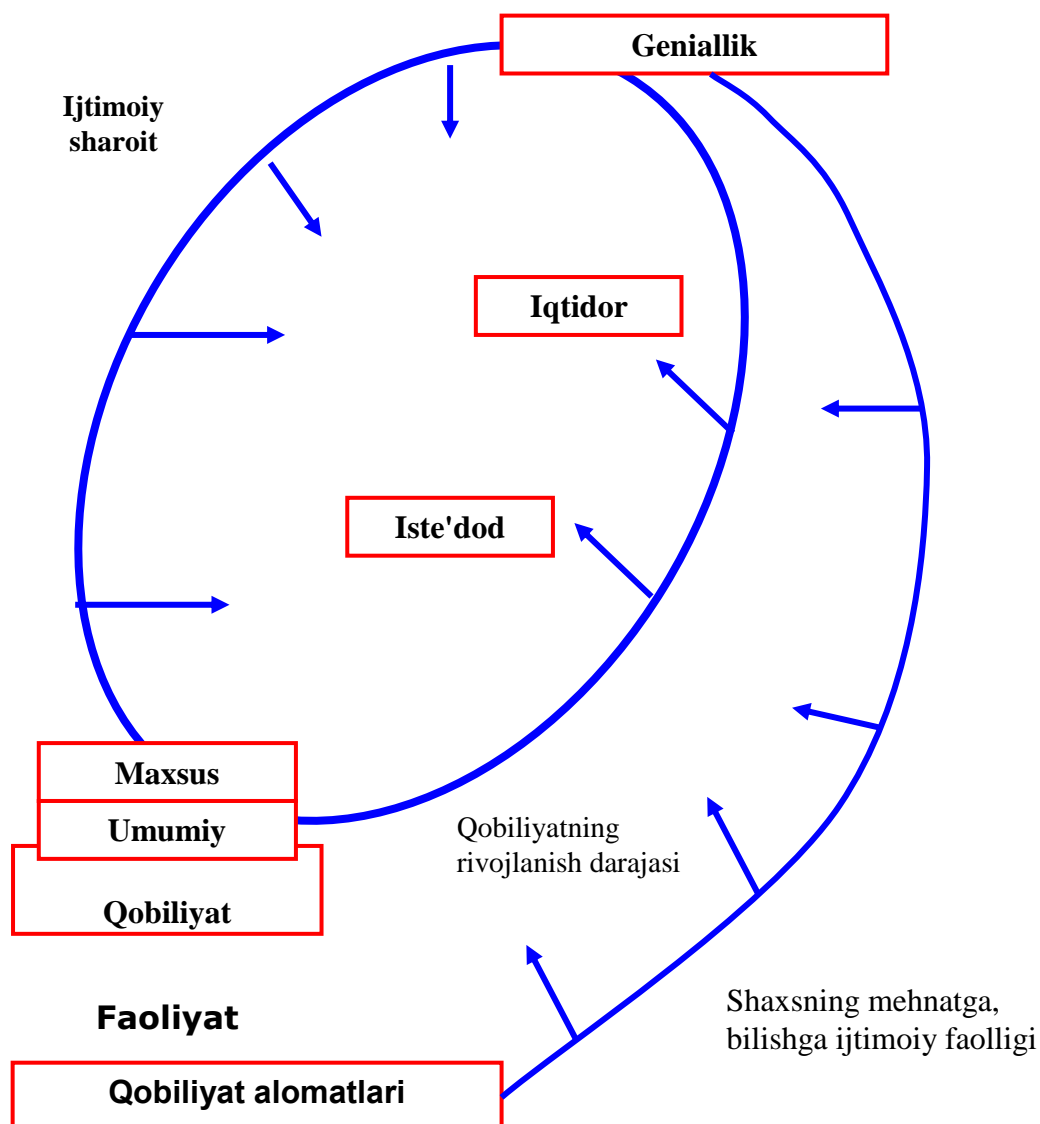 Geniallik
Ijtimoiy
sharoit
Iqtidor
Iste'dod
Maxsus
Umumiy
Qobiliyatning
rivojlanish darajasi
Qobiliyat
Shaxsning mehnatga,
bilishga ijtimoiy faolligi
Faoliyat
Qobiliyat alomatlari